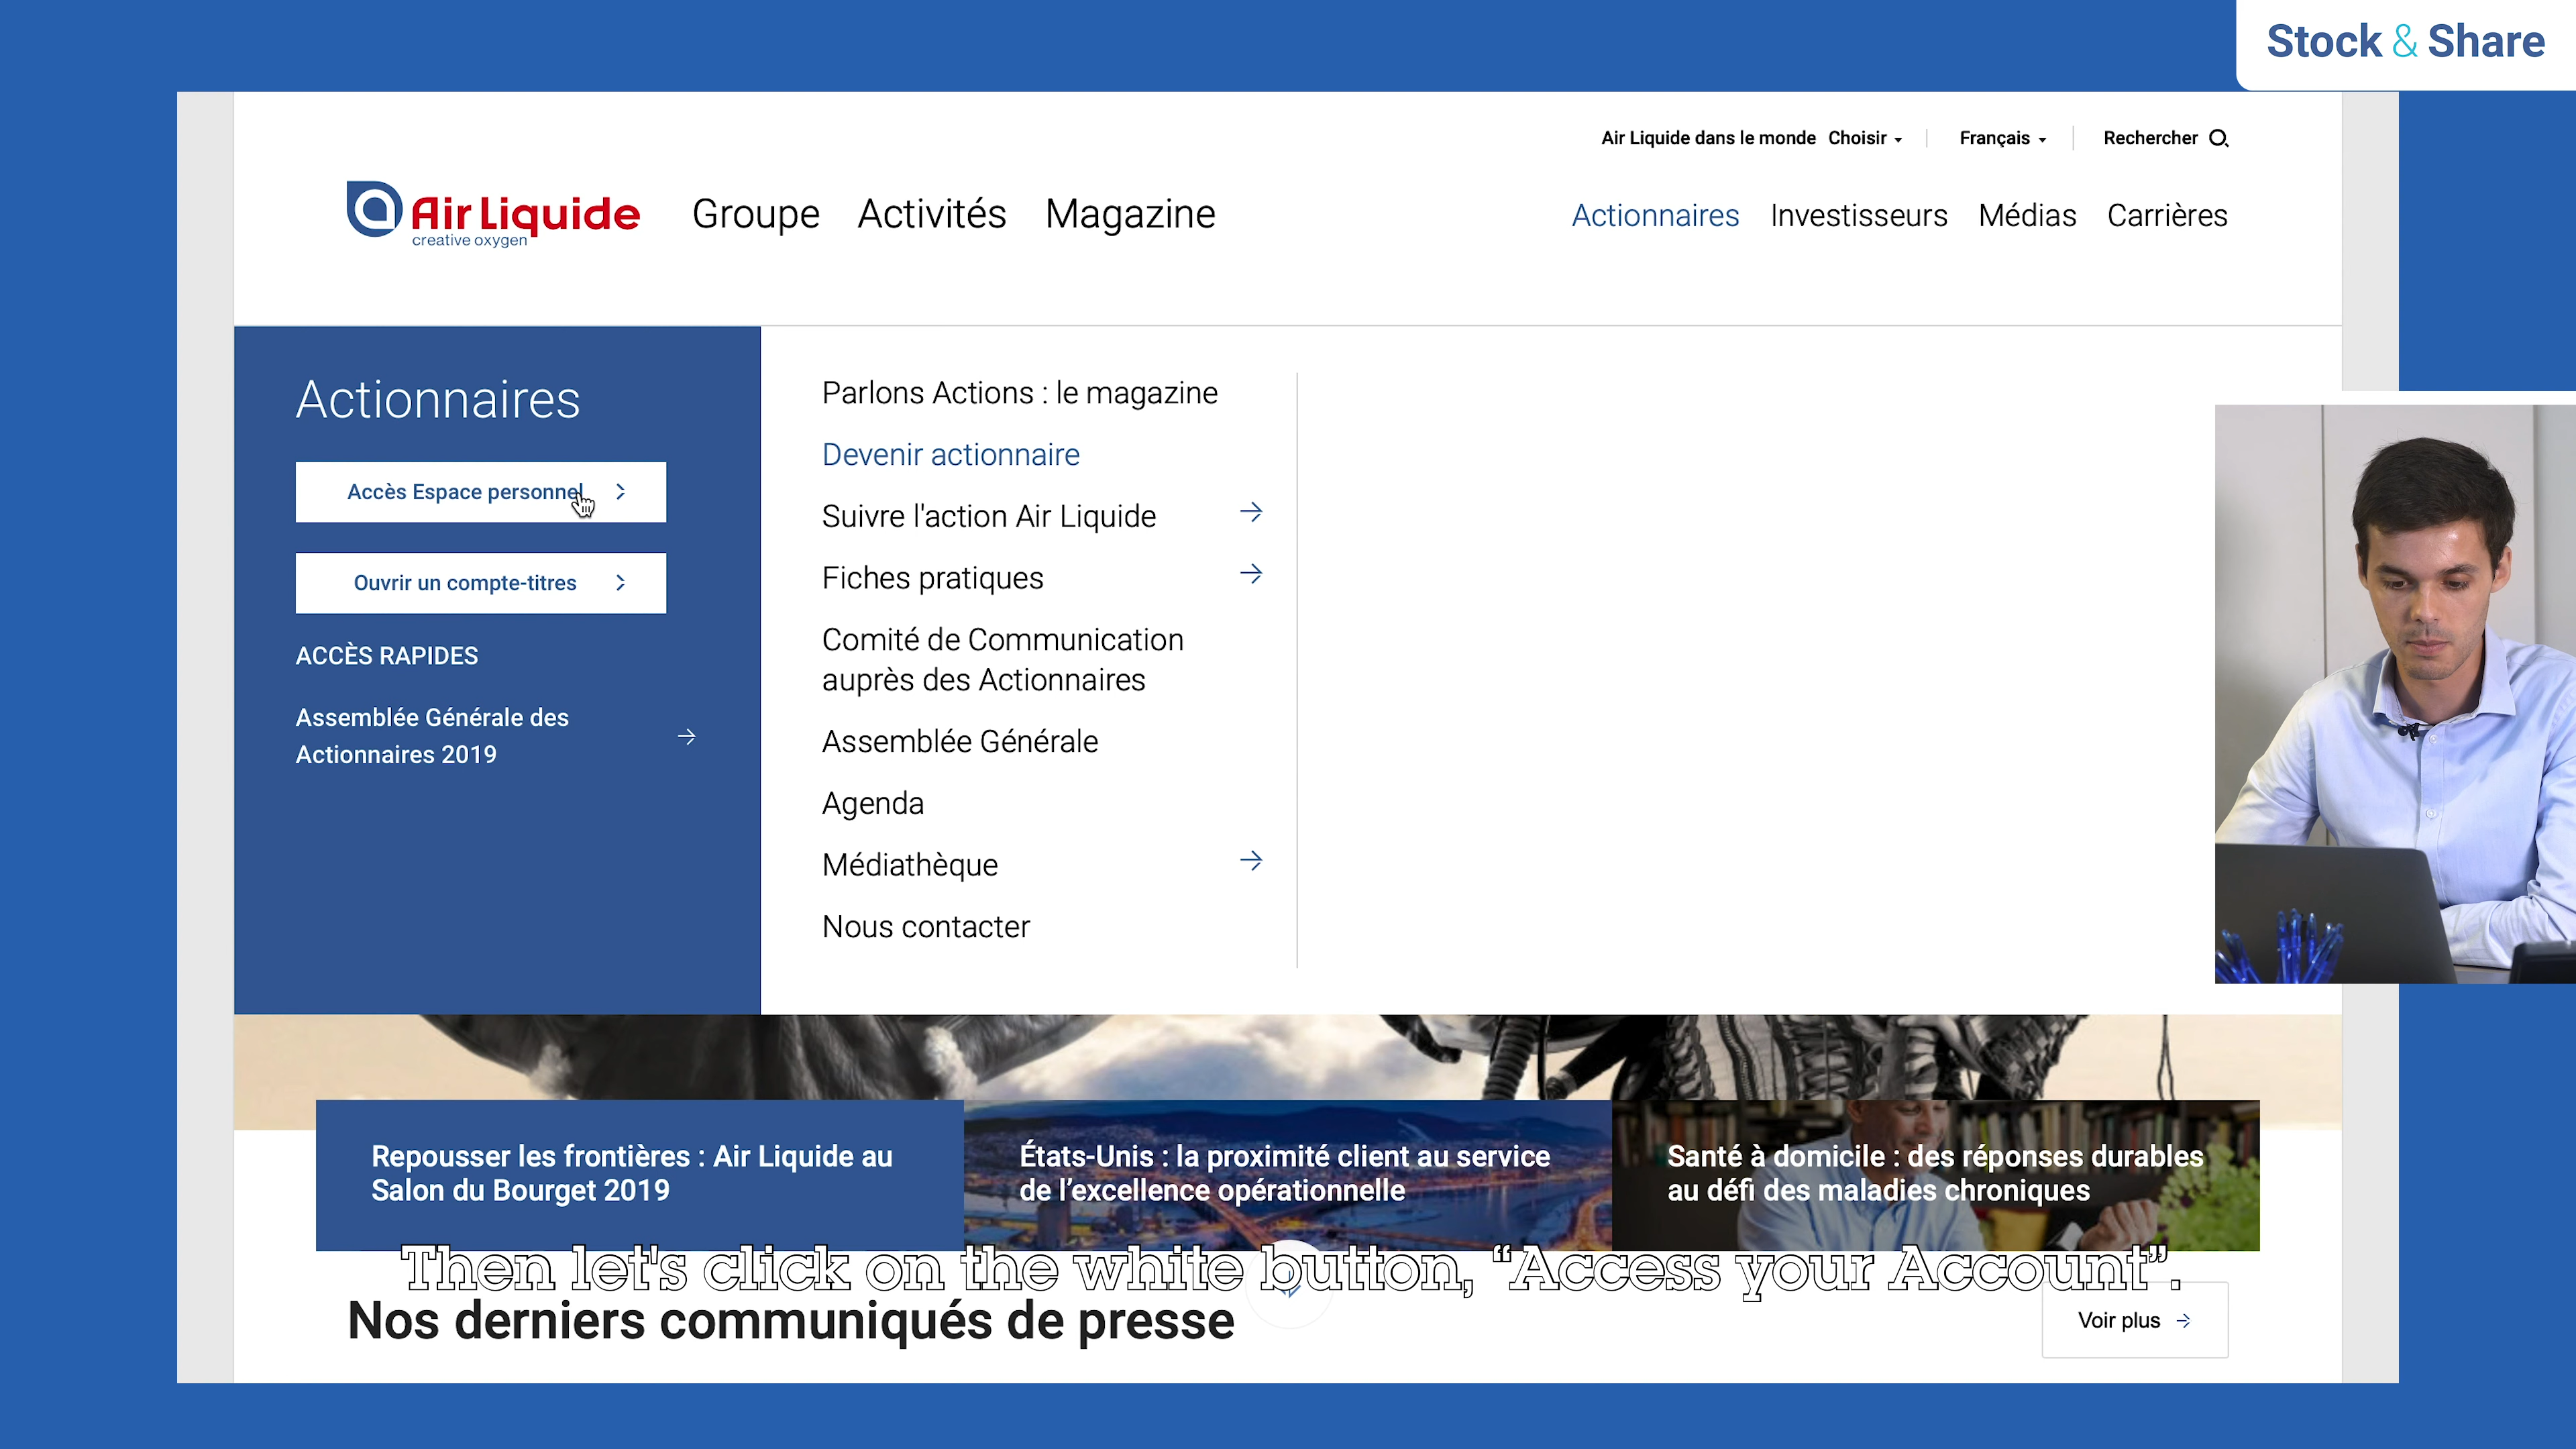 Stock & Share
Air Liquide dans le monde Choisir
Français
Rechercher
Air Liquide
creative oxygen
Groupe Activités Magazine
Actionnaires Investisseurs Médias Carrières
Actionnaires
Accès Espace personnel
Ouvrir un compte-titres
ACCÈS RAPIDES
Assemblée Générale des
Actionnaires 2019
Parlons Actions : le magazine
Devenir actionnaire
Suivre l'action Air Liquide
Fiches pratiques
Comité de Communication
auprès des Actionnaires
Assemblée Générale
Agenda
Médiathèque
Nous contacter
Repousser les frontières : Air Liquide au
Salon du Bourget 2019
États-Unis : la proximité client au service
de l’excellence opérationnelle
Santé à domicile : des réponses durables
au défi des maladies chroniques
Then let's click on the white button, “Access your Account”.
Nos derniers communiqués de presse
Voir plus